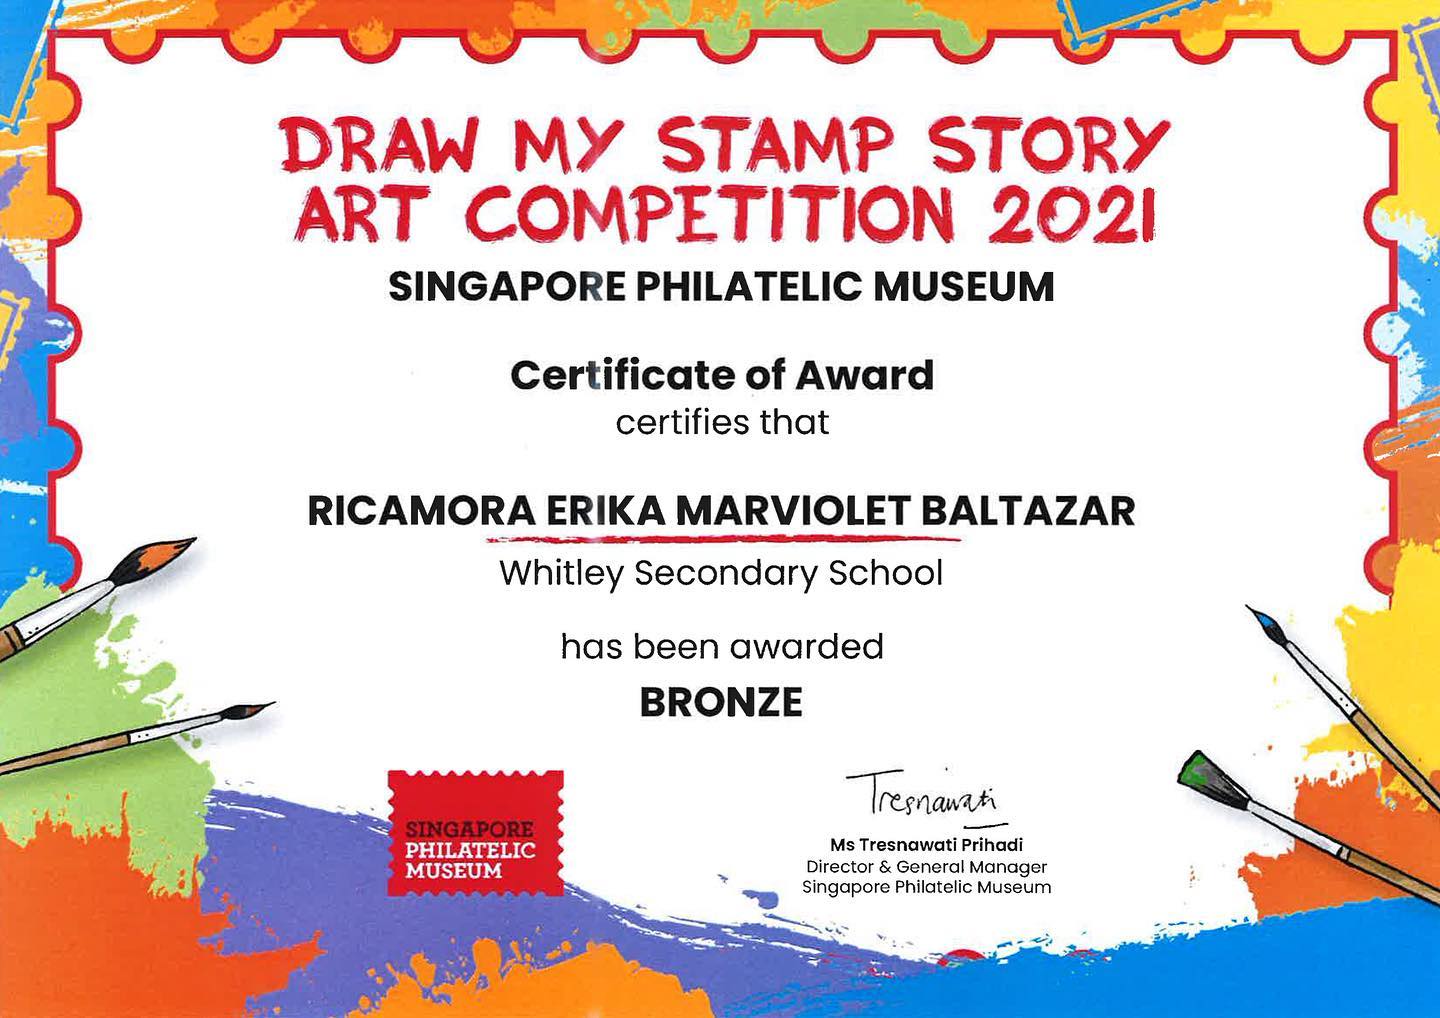 DRAW MY STAMP STORY
ART COMPETITION 2021
SINGAPORE PHILATELIC MUSEUM
Certificate of Award
certifies that
RICAMORA ERIKA MARVIOLET BALTAZAR
Whitley Secondary School
has been awarded
BRONZE
SINGAPORE
PHILATELIC
MUSEUM
Tresnawati
Ms Tresnawati Prihadi
Director & General Manager
Singapore Philatelic Museum